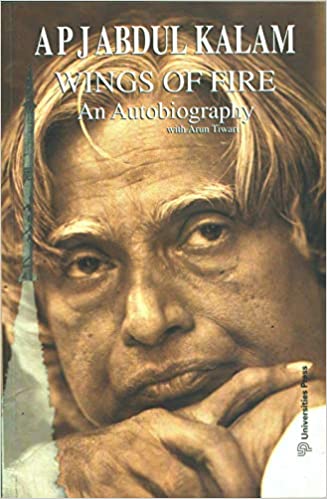 A P J ABDUL KALAM
WINGS OF FIRE
An Autobiography
with Arun Tiwari
Universities Press